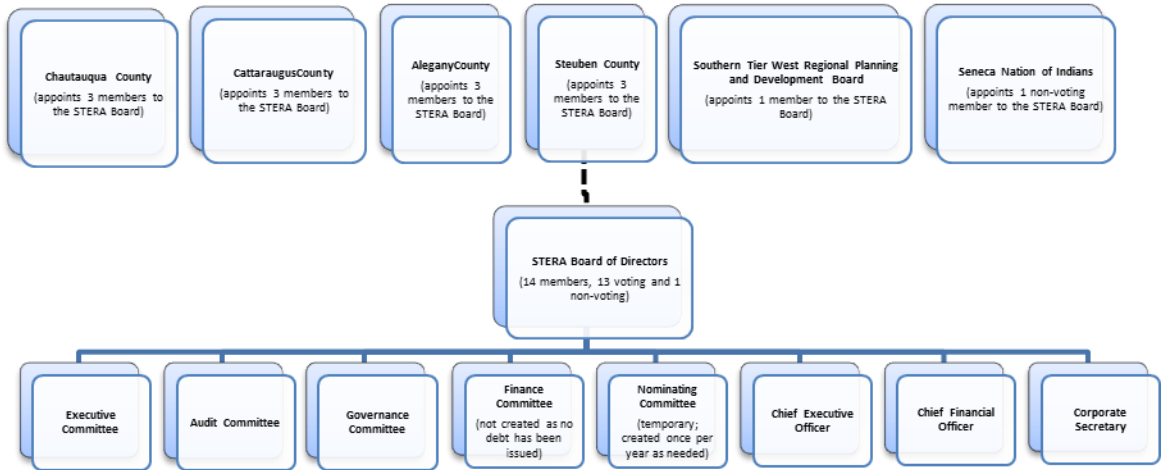 Chautauqua County
(appoints 3 members to
the STERA Board)
CattaraugusCounty
(appoints 3 members to
the STERA Board)
AleganyCounty
(appoints 3
members to the
STERA Board)
Steuben County
(appoints 3
members to the
STERA Board)
Southern Tier West Regional Planning
and Development Board
(appoints 1 member to the STERA
Board)
Seneca Nation of Indians
(appoints 1 non-voting
member to the STERA Board)
STERA Board of Directors
(14 members, 13 voting and 1
non-voting)
Executive
Committee
Audit Committee
Governance
Committee
Finance
Committee
(not created as no
debt has been
issued)
Nominating
Committee
(temporary;
created once per
year as needed)
Chief Executive
Officer
Chief Financial
Officer
Corporate
Secretary